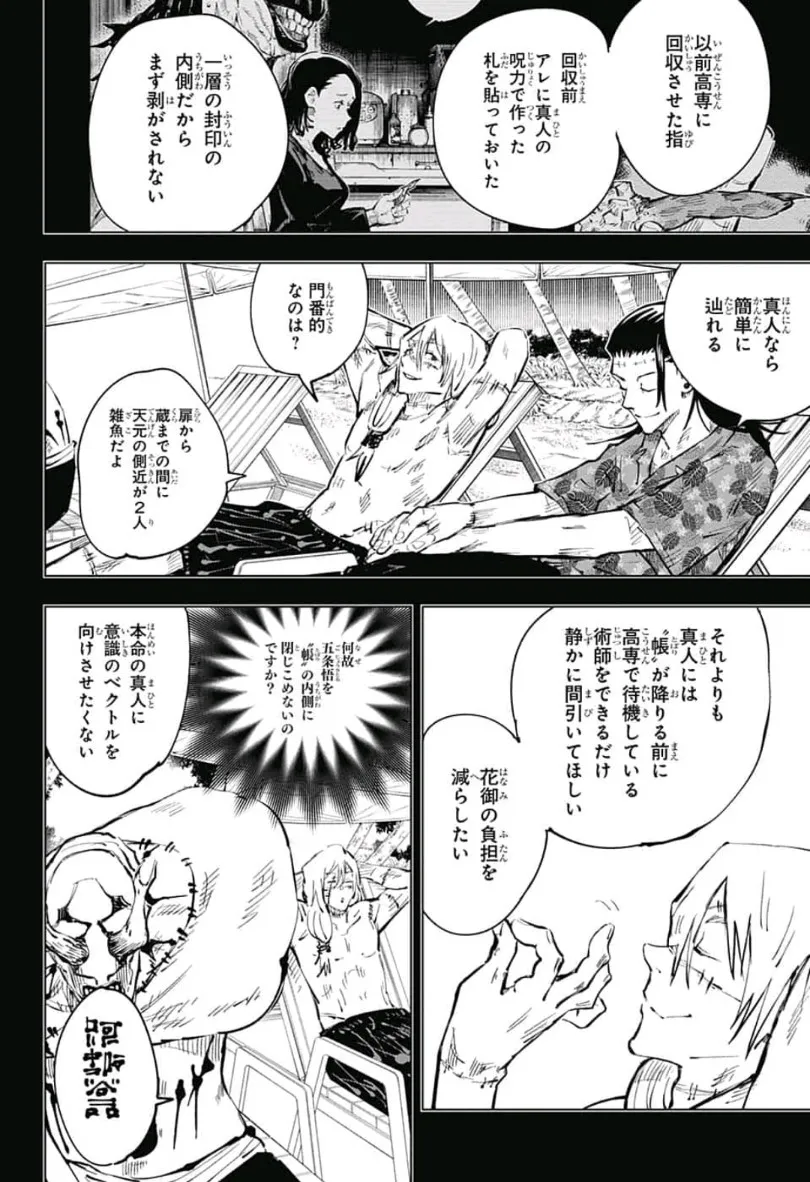 以前高専に
回収させた指
回収前
アレに真人の
呪力で作った
札を貼っておいた
一層の封印の
内側だから
まず剥がされない
真人なら
簡単に
辿れる
門番的
なのは？
扉から
蔵までの間に
天元の側近が２人
雑魚だよ
それよりも
真人には
〝帳〟が降りる前に
高専で待機している
術師をできるだけ
静かに間引いてほしい
花御の負担を
減らしたい
何故
五条悟を
〝帳〟の内側に
閉じこめないの
ですか？
本命の真人に
意識のベクトルを
向けさせたくない